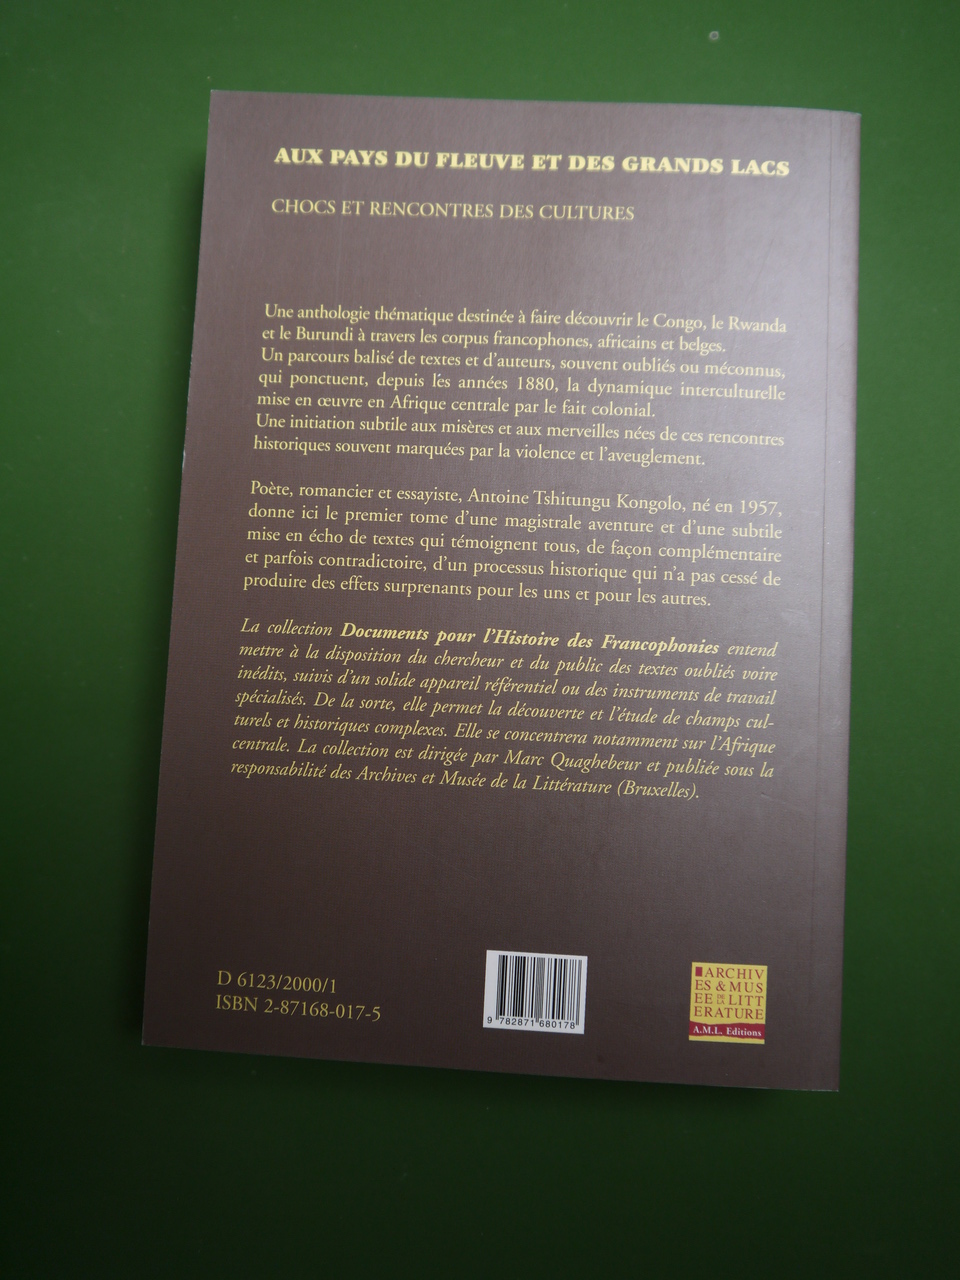 AUX PAYS DU FLEUVE ET DES GRANDS LACS
CHOCS ET RENCONTRES DES CULTURES
Une anthologie thématique destinée à faire découvrir le Congo, le Rwanda
et le Burundi à travers les corpus francophones, africains et belges.
Un parcours balisé de textes et d'auteurs, souvent oubliés ou méconnus,
qui ponctuent, depuis lés années 1880, la dynamique interculturelle
mise en œuvre en Afrique centrale par le fait colonial.
Une initiation subtile aux misères et aux merveilles nées de ces rencontres
historiques souvent marquées par la violence et l'aveuglement.
Poète, romancier et essayiste, Antoine Tshitungu Kongolo, né en 1957,
donne ici le premier tome d'une magistrale aventure et d'une subtile
mise en écho de textes qui témoignent tous, de façon complémentaire
et parfois contradictoire, d'un processus historique qui n'a pas cessé de
produire des effets surprenants pour les uns et pour les autres.
La collection Documents pour l'Histoire des Francophonies entend
mettre à la disposition du chercheur et du public des textes oubliés voire
inédits, suivis d'un solide appareil référentiel ou des instruments de travail
spécialisés. De la sorte, elle permet la découverte et l'étude de champs cul-
turels et historiques complexes. Elle se concentrera notamment sur l'Afrique
centrale. La collection est dirigée par Marc Quaghebeur et publiée sous la
responsabilité des Archives et Musée de la Littérature (Bruxelles).
D 6123/2000/1
ISBN 2-87168-017-5
9 782871 680178
ARCHIV
ES & MUS
EE DE LA LITT
ERATURE
A.M.L. Editions